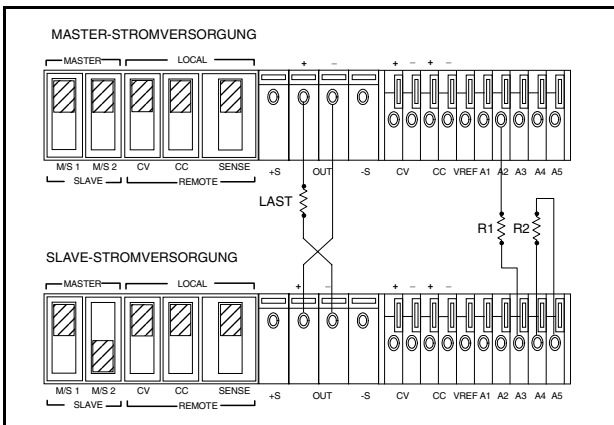 MASTER-STROMVERSORGUNG
MASTER LOCAL
+ − + − + −
M/S 1 M/S 2 CV CC SENSE +S OUT -S CV CC VREF A1 A2 A3 A4 A5
SLAVE REMOTE
LAST
R1 R2
SLAVE-STROMVERSORGUNG
MASTER LOCAL
+ − + − + −
M/S 1 M/S 2 CV CC SENSE +S OUT -S CV CC VREF A1 A2 A3 A4 A5
SLAVE REMOTE